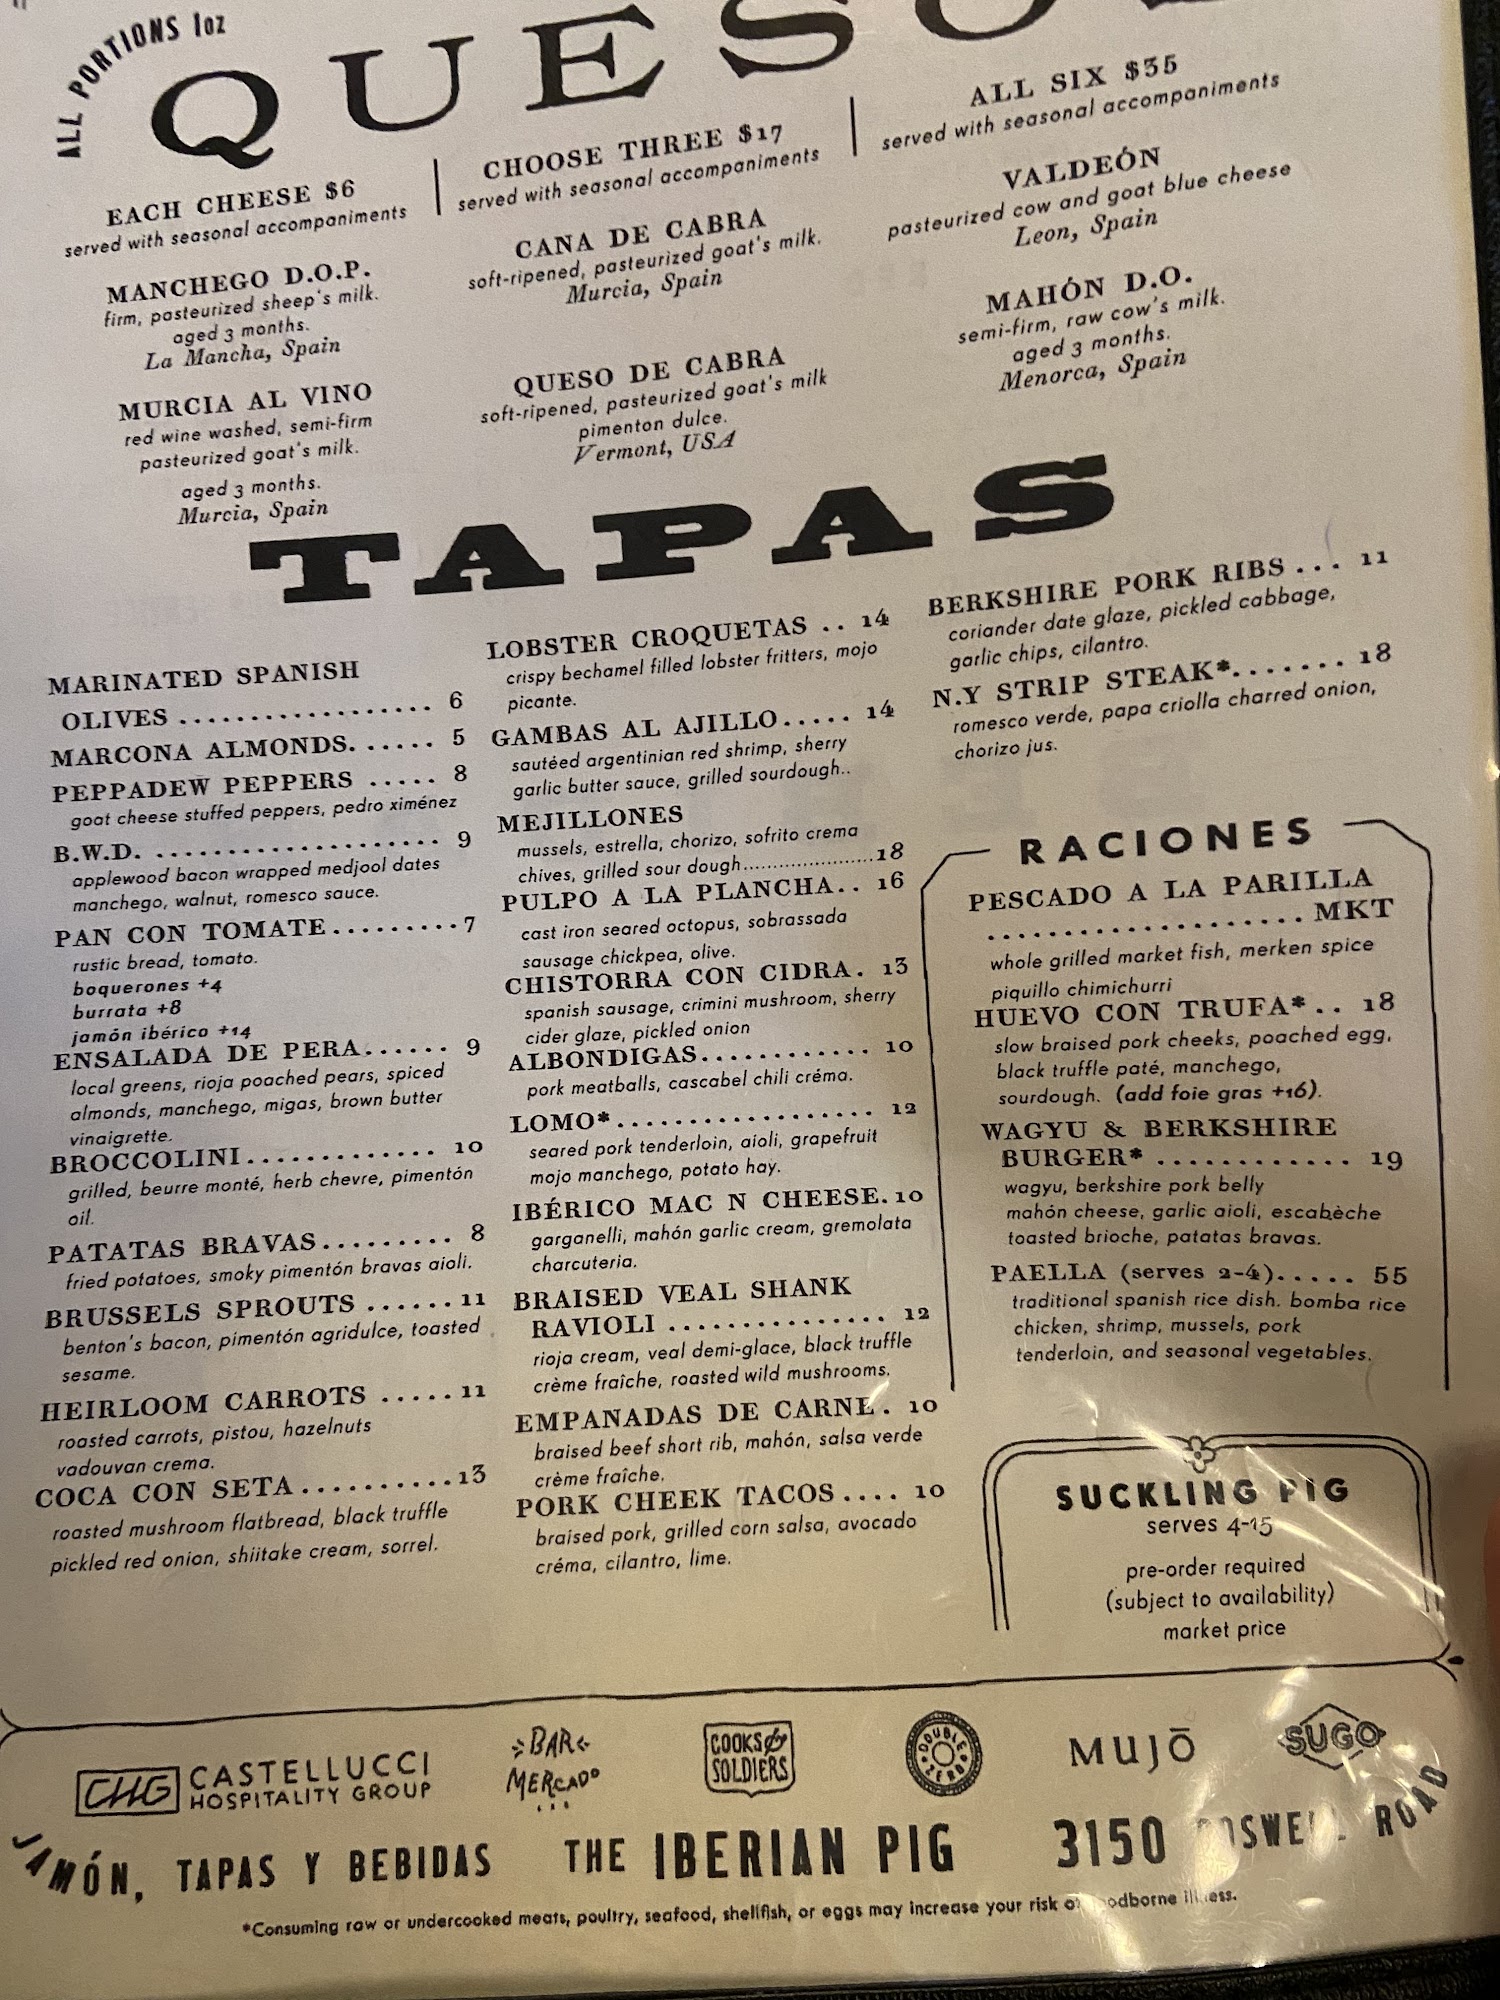 ALL PORTIONS 1oz
EACH CHEESE $6
served with seasonal accompaniments
MANCHEGO D.O.P.
firm, pasteurized sheep's milk.
aged 3 months.
La Mancha, Spain
MURCIA AL VINO
red wine washed, semi-firm
pasteurized goat's milk.
aged 3 months.
Murcia, Spain
CHOOSE THREE $17
served with seasonal accompaniments
CANA DE CABRA
soft-ripened, pasteurized goat's milk.
Murcia, Spain
QUESO DE CABRA
soft-ripened, pasteurized goat's milk
pimenton dulce.
Vermont, USA
ALL SIX $35
served with seasonal accompaniments
VALDEÓN
pasteurized cow and goat blue cheese
Leon, Spain
MAHÓN D.O.
semi-firm, raw cow's milk.
aged 3 months.
Menorca, Spain
TAPAS
MARINATED SPANISH
OLIVES .................. 6
MARCONA ALMONDS. ...... 5
PEPPADEW PEPPERS ..... 8
goat cheese stuffed peppers, pedro ximénez
B.W.D. .................... 9
applewood bacon wrapped medjool dates
manchego, walnut, romesco sauce.
PAN CON TOMATE.........7
rustic bread, tomato.
boquerones +4
burrata +8
jamón ibérico +14
ENSALADA DE PERA...... 9
local greens, rioja poached pears, spiced
almonds, manchego, migas, brown butter
vinaigrette.
BROCCOLINI............. 10
grilled, beurre monté, herb chevre, pimentón
oil.
PATATAS BRAVAS......... 8
fried potatoes, smoky pimentón bravas aioli.
BRUSSELS SPROUTS ......11
benton's bacon, pimentón agridulce, toasted
sesame.
HEIRLOOM CARROTS .....11
roasted carrots, pistou, hazelnuts
vadouvan crema.
COCA CON SETA..........13
roasted mushroom flatbread, black truffle
pickled red onion, shiitake cream, sorrel.
LOBSTER CROQUETAS .. 14
crispy bechamel filled lobster fritters, mojo
picante.
GAMBAS AL AJILLO..... 14
sautéed argentinian red shrimp, sherry
garlic butter sauce, grilled sourdough..
MEJILLONES
mussels, estrella, chorizo, sofrito crema
chives, grilled sour dough......................18
PULPO A LA PLANCHA.. 16
cast iron seared octopus, sobrassada
sausage chickpea, olive.
CHISTORRA CON CIDRA. 13
spanish sausage, crimini mushroom, sherry
cider glaze, pickled onion
ALBONDIGAS............ 10
pork meatballs, cascabel chili créma.
LOMO*.................. 12
seared pork tenderloin, aioli, grapefruit
mojo manchego, potato hay.
IBÉRICO MAC N CHEESE.10
garganelli, mahón garlic cream, gremolata
charcuteria.
BRAISED VEAL SHANK
RAVIOLI ............... 12
rioja cream, veal demi-glace, black truffle
crème fraîche, roasted wild mushrooms.
EMPANADAS DE CARNE. 10
braised beef short rib, mahón, salsa verde
crème fraîche.
PORK CHEEK TACOS.... 10
braised pork, grilled corn salsa, avocado
créma, cilantro, lime.
BERKSHIRE PORK RIBS... 11
coriander date glaze, pickled cabbage,
garlic chips, cilantro.
N.Y STRIP STEAK*....... 18
romesco verde, papa criolla charred onion,
chorizo jus.
RACIONES
PESCADO A LA PARILLA
.................... MKT
whole grilled market fish, merken spice
piquillo chimichurri
HUEVO CON TRUFA*.. 18
slow braised pork cheeks, poached egg,
black truffle paté, manchego,
sourdough. (add foie gras +16).
WAGYU & BERKSHIRE
BURGER* ............ 19
wagyu, berkshire pork belly
mahón cheese, garlic aioli, escabèche
toasted brioche, patatas bravas.
PAELLA (serves 2-4)..... 55
traditional spanish rice dish. bomba rice
chicken, shrimp, mussels, pork
tenderloin, and seasonal vegetables.
SUCKLING PIG
serves 4-15
pre-order required
(subject to availability)
market price
CHG CASTELLUCCI
HOSPITALITY GROUP
BAR
MERCADO
COOKS &
SOLDIERS
DOUBLE
ZERO
MUJŌ
SUGO
JAMÓN, TAPAS Y BEBIDAS THE IBERIAN PIG 3150 ROAD
*Consuming raw or undercooked meats, poultry, seafood, shellfish, or eggs may increase your risk